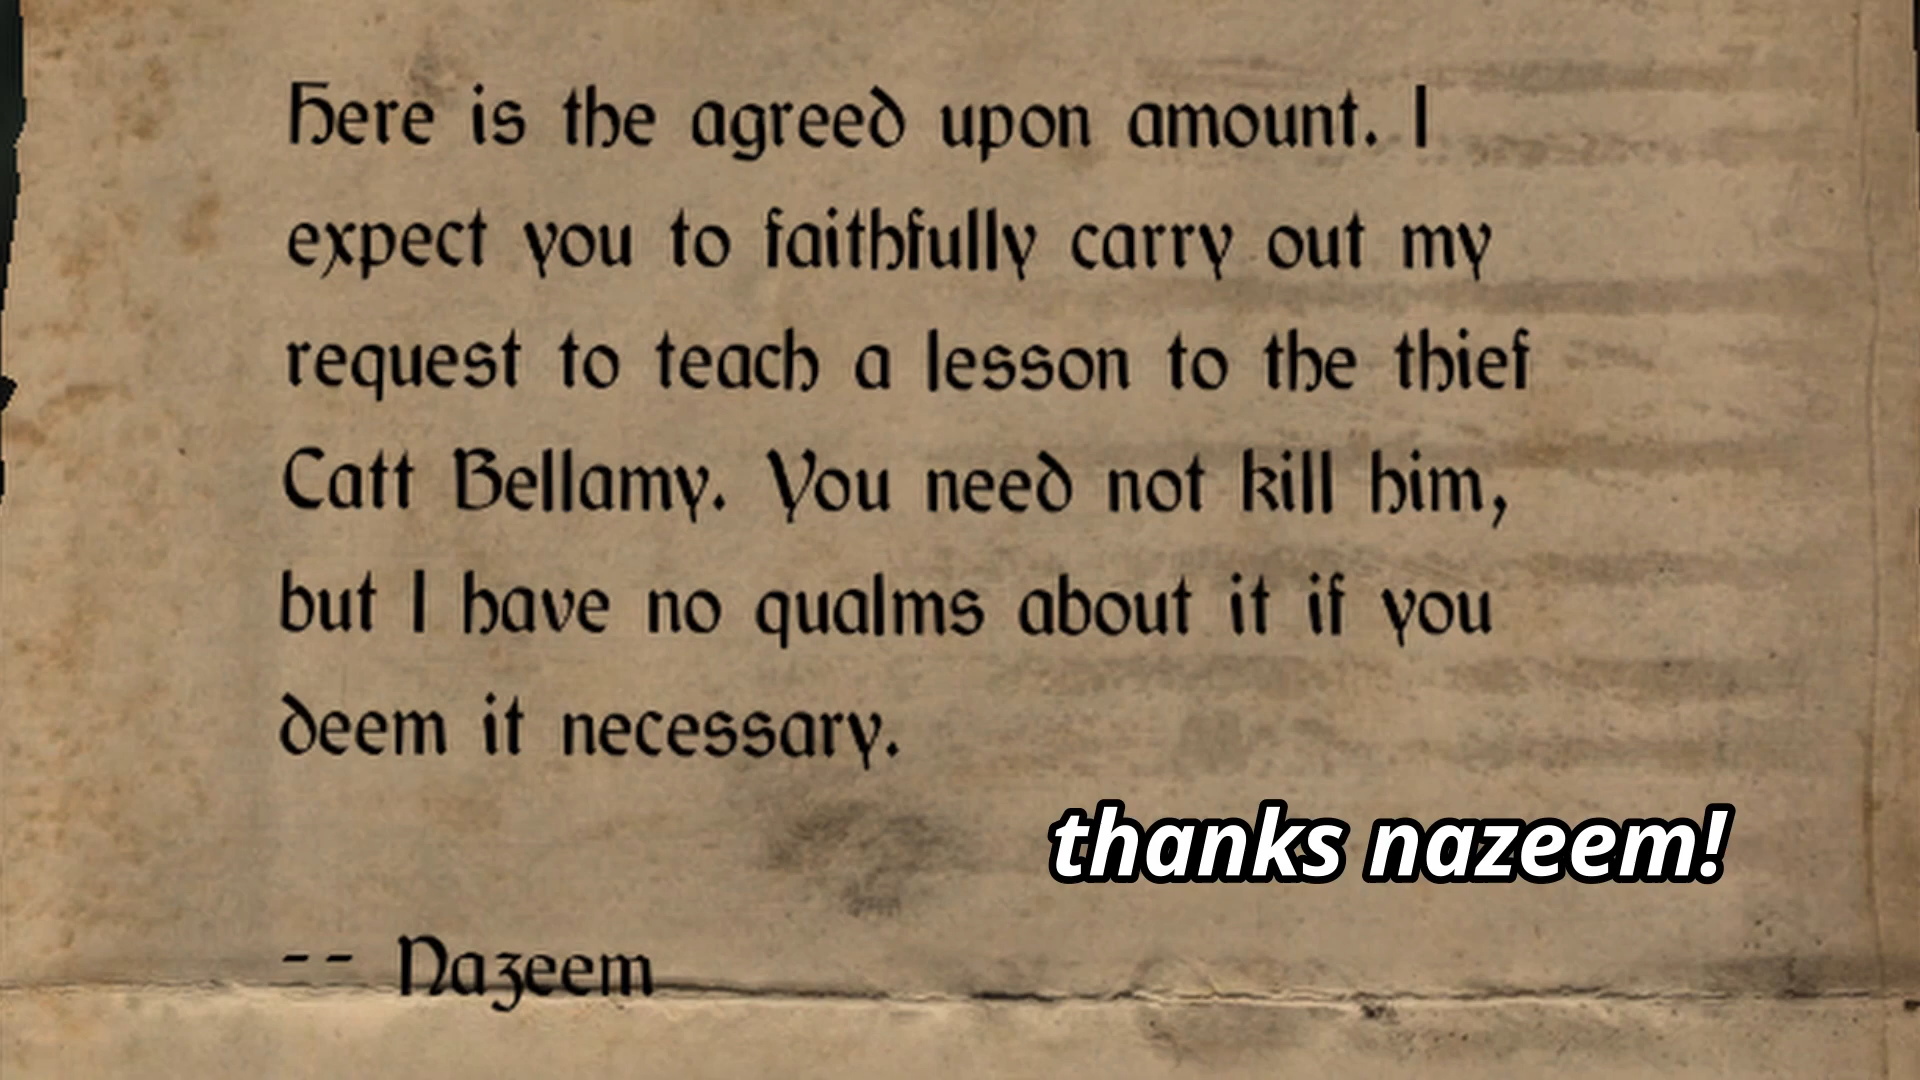 Here is the agreed upon amount. I
expect you to faithfully carry out my
request to teach a lesson to the thief
Catt Bellamy. You need not kill him,
but I have no qualms about it if you
deem it necessary.
thanks nazeem!
-- Nazeem